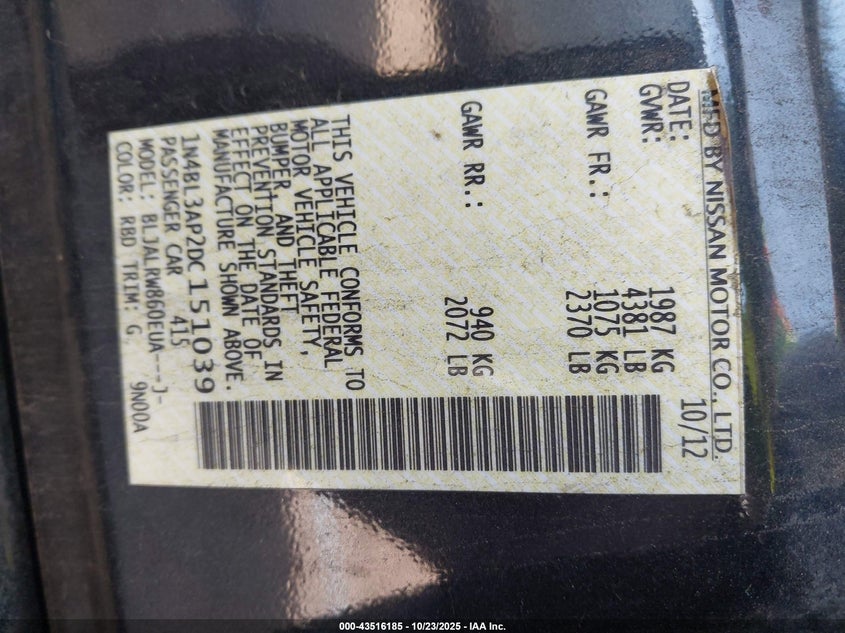 MFD BY NISSAN MOTOR CO., LTD.
DATE: 10/12
GVWR: 1987 KG
4381 LB
GAWR FR.: 1075 KG
2370 LB
GAWR RR.: 940 KG
2072 LB
THIS VEHICLE CONFORMS TO
ALL APPLICABLE FEDERAL
MOTOR VEHICLE SAFETY,
BUMPER, AND THEFT
PREVENTION STANDARDS IN
EFFECT ON THE DATE OF
MANUFACTURE SHOWN ABOVE.
1N4BL3AP2DC151039
PASSENGER CAR 415
MODEL: BLJALRW860EUA---J-
COLOR: RBD TRIM: G. 9N00A
000-43516185 - 10/23/2025 - IAA Inc.